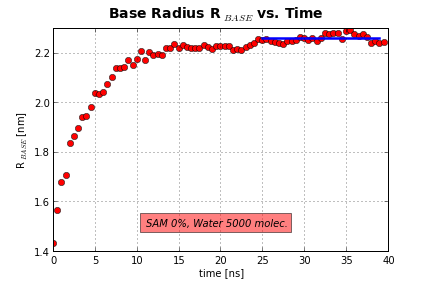 Base Radius R BASE vs. Time
R BASE [nm]
2.2
2.0
1.8
1.6
1.4
SAM 0%, Water 5000 molec.
0 5 10 15 20 25 30 35 40
time [ns]